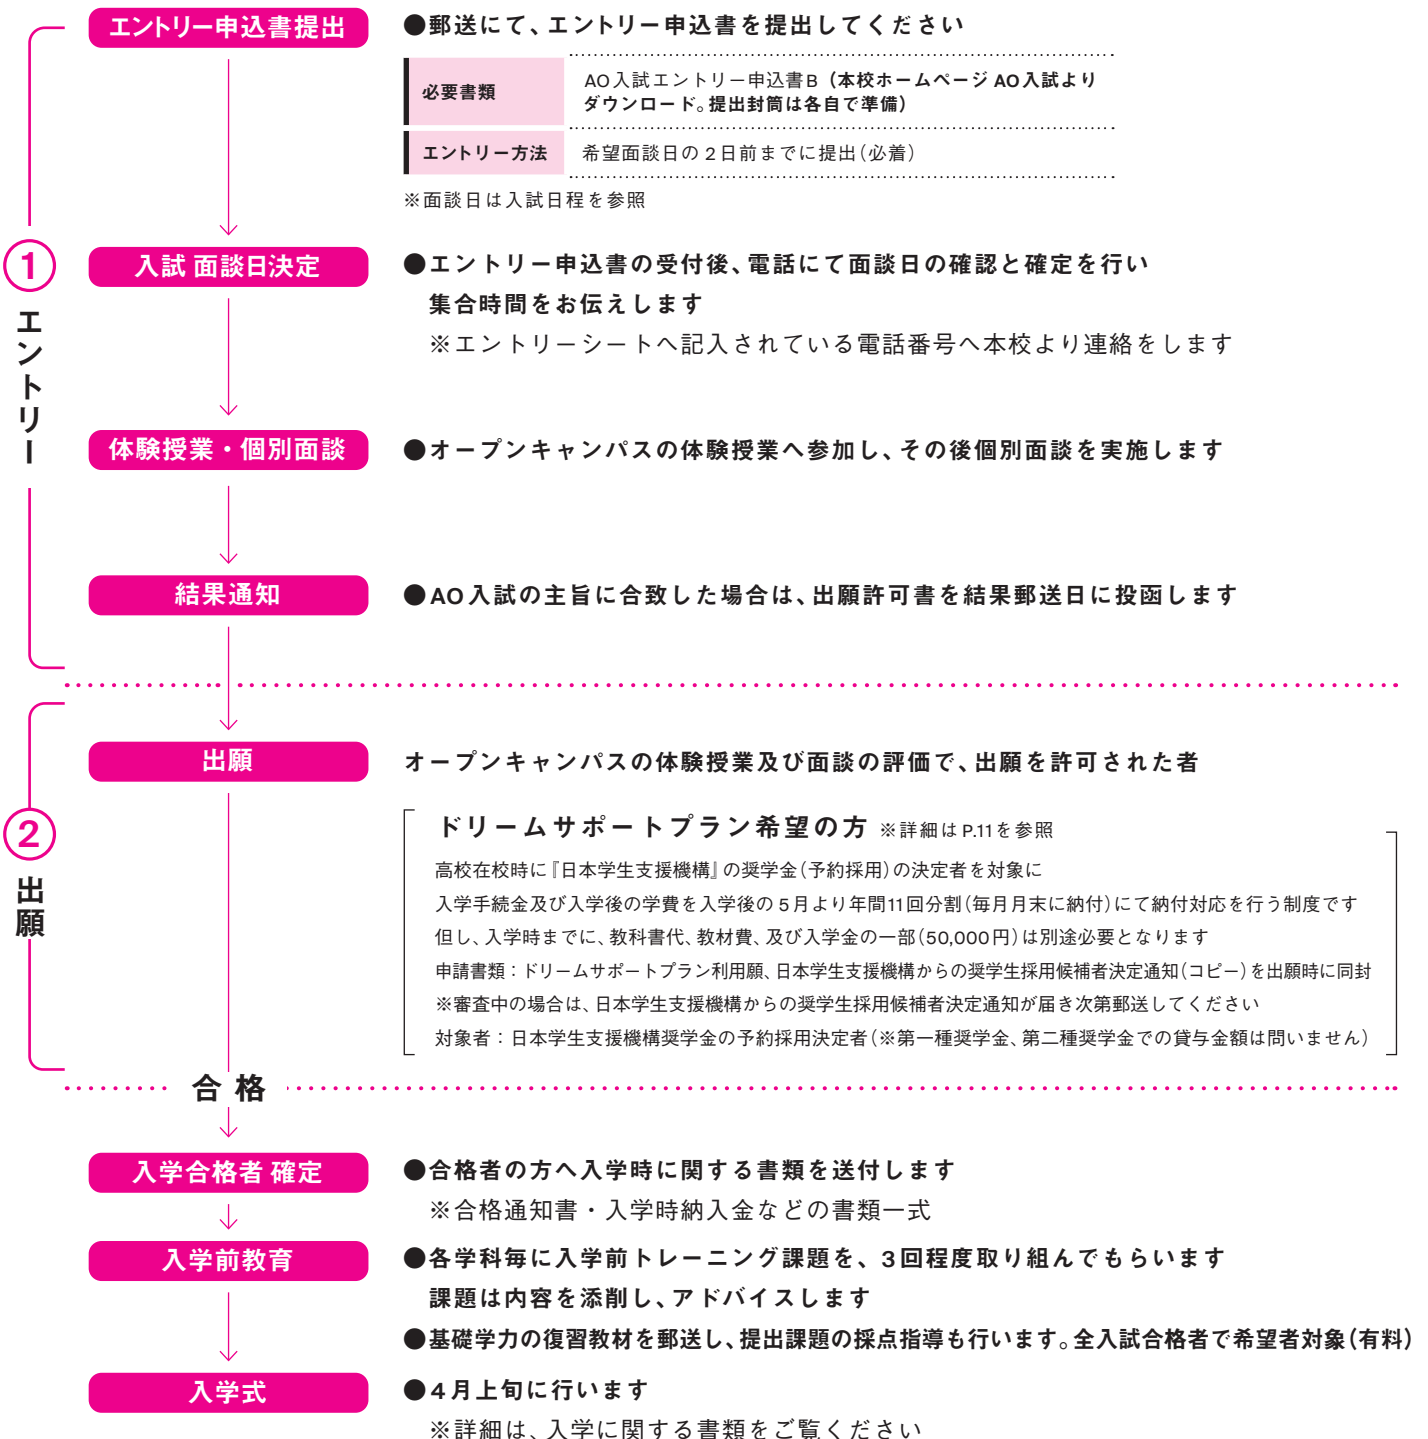 エントリー申込書提出
●郵送にて、エントリー申込書を提出してください
必要書類
AO入試エントリー申込書B（本校ホームページ AO入試より
ダウンロード。提出封筒は各自で準備）
エントリー方法
希望面談日の2日前までに提出（必着）
※面談日は入試日程を参照
① エントリー
入試 面談日決定
●エントリー申込書の受付後、電話にて面談日の確認と確定を行い
集合時間をお伝えします
※エントリーシートへ記入されている電話番号へ本校より連絡をします
体験授業・個別面談
●オープンキャンパスの体験授業へ参加し、その後個別面談を実施します
結果通知
●AO入試の主旨に合致した場合は、出願許可書を結果郵送日に投函します
② 出願
出願
オープンキャンパスの体験授業及び面談の評価で、出願を許可された者
ドリームサポートプラン希望の方 ※詳細はP.11を参照
高校在校時に『日本学生支援機構』の奨学金（予約採用）の決定者を対象に
入学手続金及び入学後の学費を入学後の5月より年間11回分割（毎月月末に納付）にて納付対応を行う制度です
但し、入学時までに、教科書代、教材費、及び入学金の一部（50,000円）は別途必要となります
申請書類：ドリームサポートプラン利用願、日本学生支援機構からの奨学生採用候補者決定通知（コピー）を出願時に同封
※審査中の場合は、日本学生支援機構からの奨学生採用候補者決定通知が届き次第郵送してください
対象者：日本学生支援機構奨学金の予約採用決定者（※第一種奨学金、第二種奨学金での貸与金額は問いません）
合格
入学合格者 確定
●合格者の方へ入学時に関する書類を送付します
※合格通知書・入学時納入金などの書類一式
入学前教育
●各学科毎に入学前トレーニング課題を、3回程度取り組んでもらいます
課題は内容を添削し、アドバイスします
●基礎学力の復習教材を郵送し、提出課題の採点指導も行います。全入試合格者で希望者対象（有料）
入学式
●4月上旬に行います
※詳細は、入学に関する書類をご覧ください